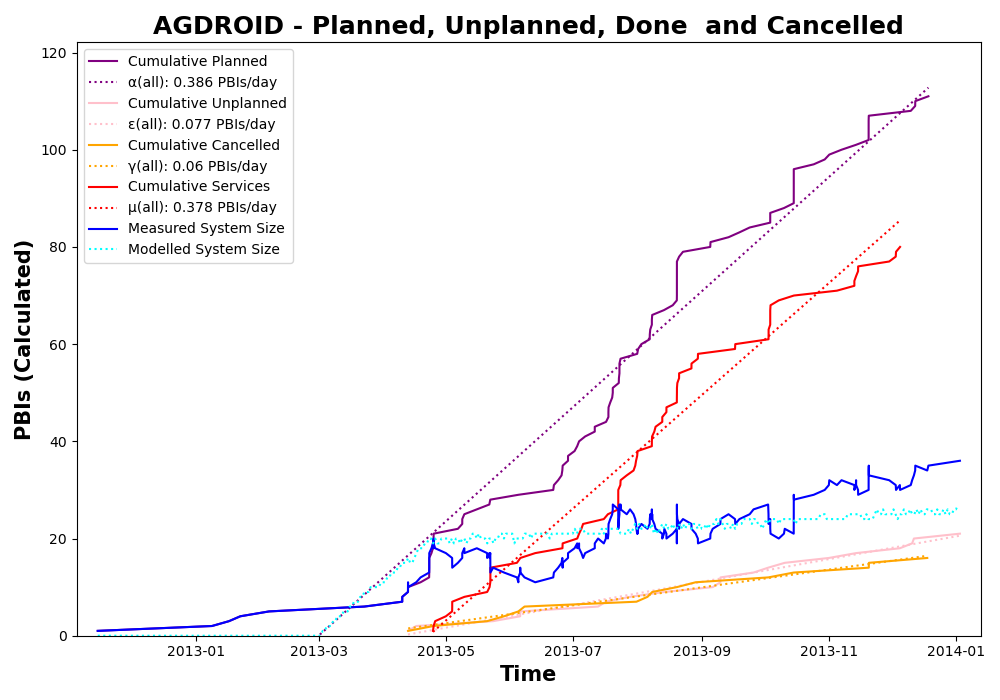 AGDROID - Planned, Unplanned, Done  and Cancelled
120
100
80
60
40
20
0
PBIs (Calculated)
Cumulative Planned
α(all): 0.386 PBIs/day
Cumulative Unplanned
ε(all): 0.077 PBIs/day
Cumulative Cancelled
γ(all): 0.06 PBIs/day
Cumulative Services
μ(all): 0.378 PBIs/day
Measured System Size
Modelled System Size
2013-01
2013-03
2013-05
2013-07
2013-09
2013-11
2014-01
Time